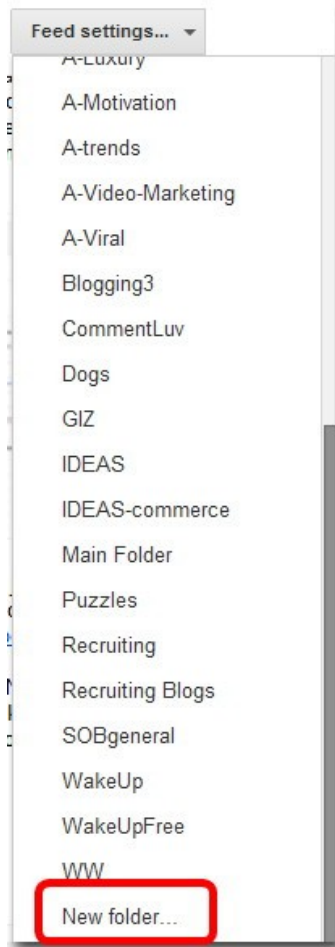 Feed settings...
A-Luxury
A-Motivation
A-trends
A-Video-Marketing
A-Viral
Blogging3
CommentLuv
Dogs
GIZ
IDEAS
IDEAS-commerce
Main Folder
Puzzles
Recruiting
Recruiting Blogs
SOBgeneral
WakeUp
WakeUpFree
WW
New folder...